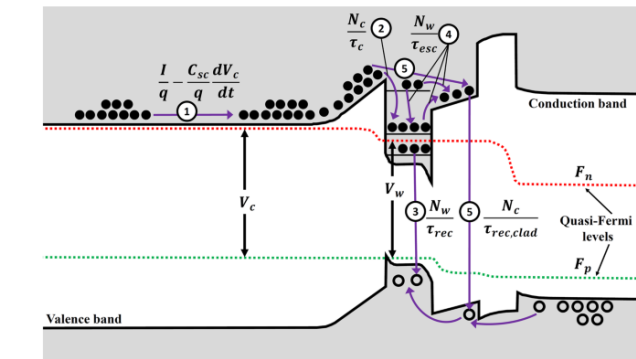 N_c/τ_c
2
N_w/τ_esc
4
5
I/q − C_sc/q dV_c/dt
1
Conduction band
V_c
V_w
F_n
3
N_w/τ_rec
5
N_c/τ_rec,clad
Quasi-Fermi
levels
F_p
Valence band